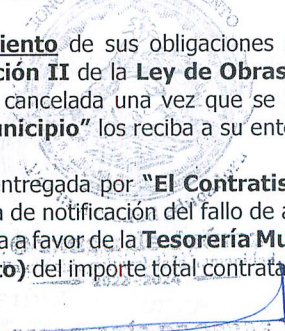 iento de sus obligaciones
ción II de la Ley de Obras
cancelada una vez que se
unicipio" los reciba a su ente
ntregada por "El Contratis
a de notificación del fallo de a
a a favor de la Tesorería Mu
to) del importe total contrata